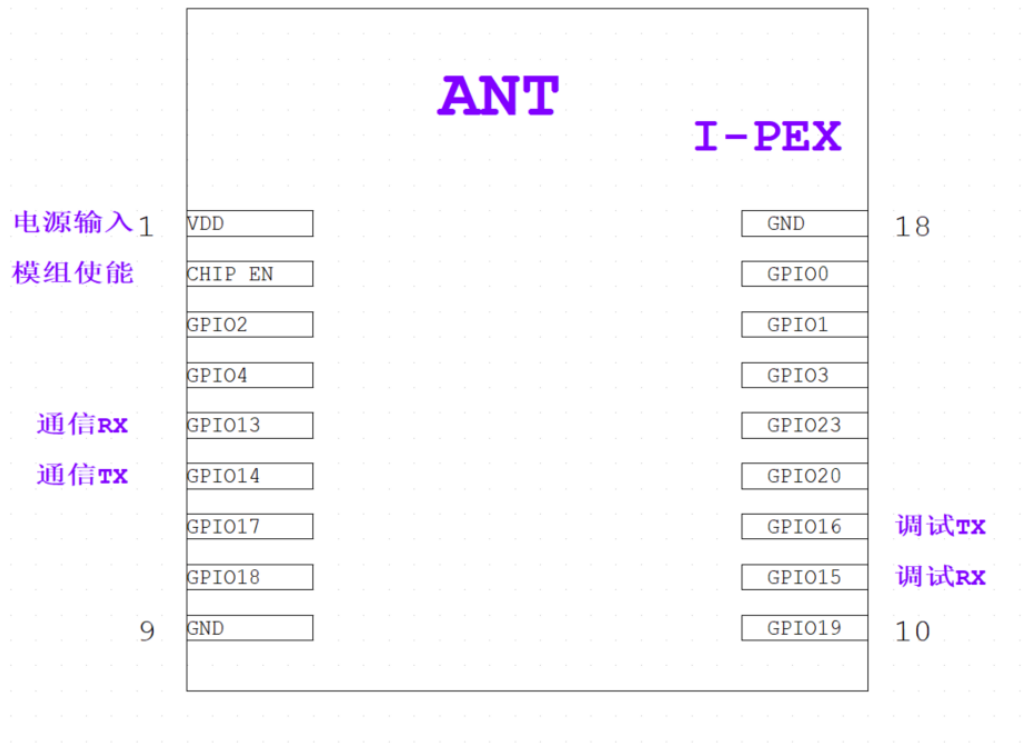 ANT
I-PEX
电源输入 1 VDD GND 18
模组使能 CHIP EN GPIO0
GPIO2 GPIO1
GPIO4 GPIO3
通信RX GPIO13 GPIO23
通信TX GPIO14 GPIO20
GPIO17 GPIO16 调试TX
GPIO18 GPIO15 调试RX
9 GND GPIO19 10